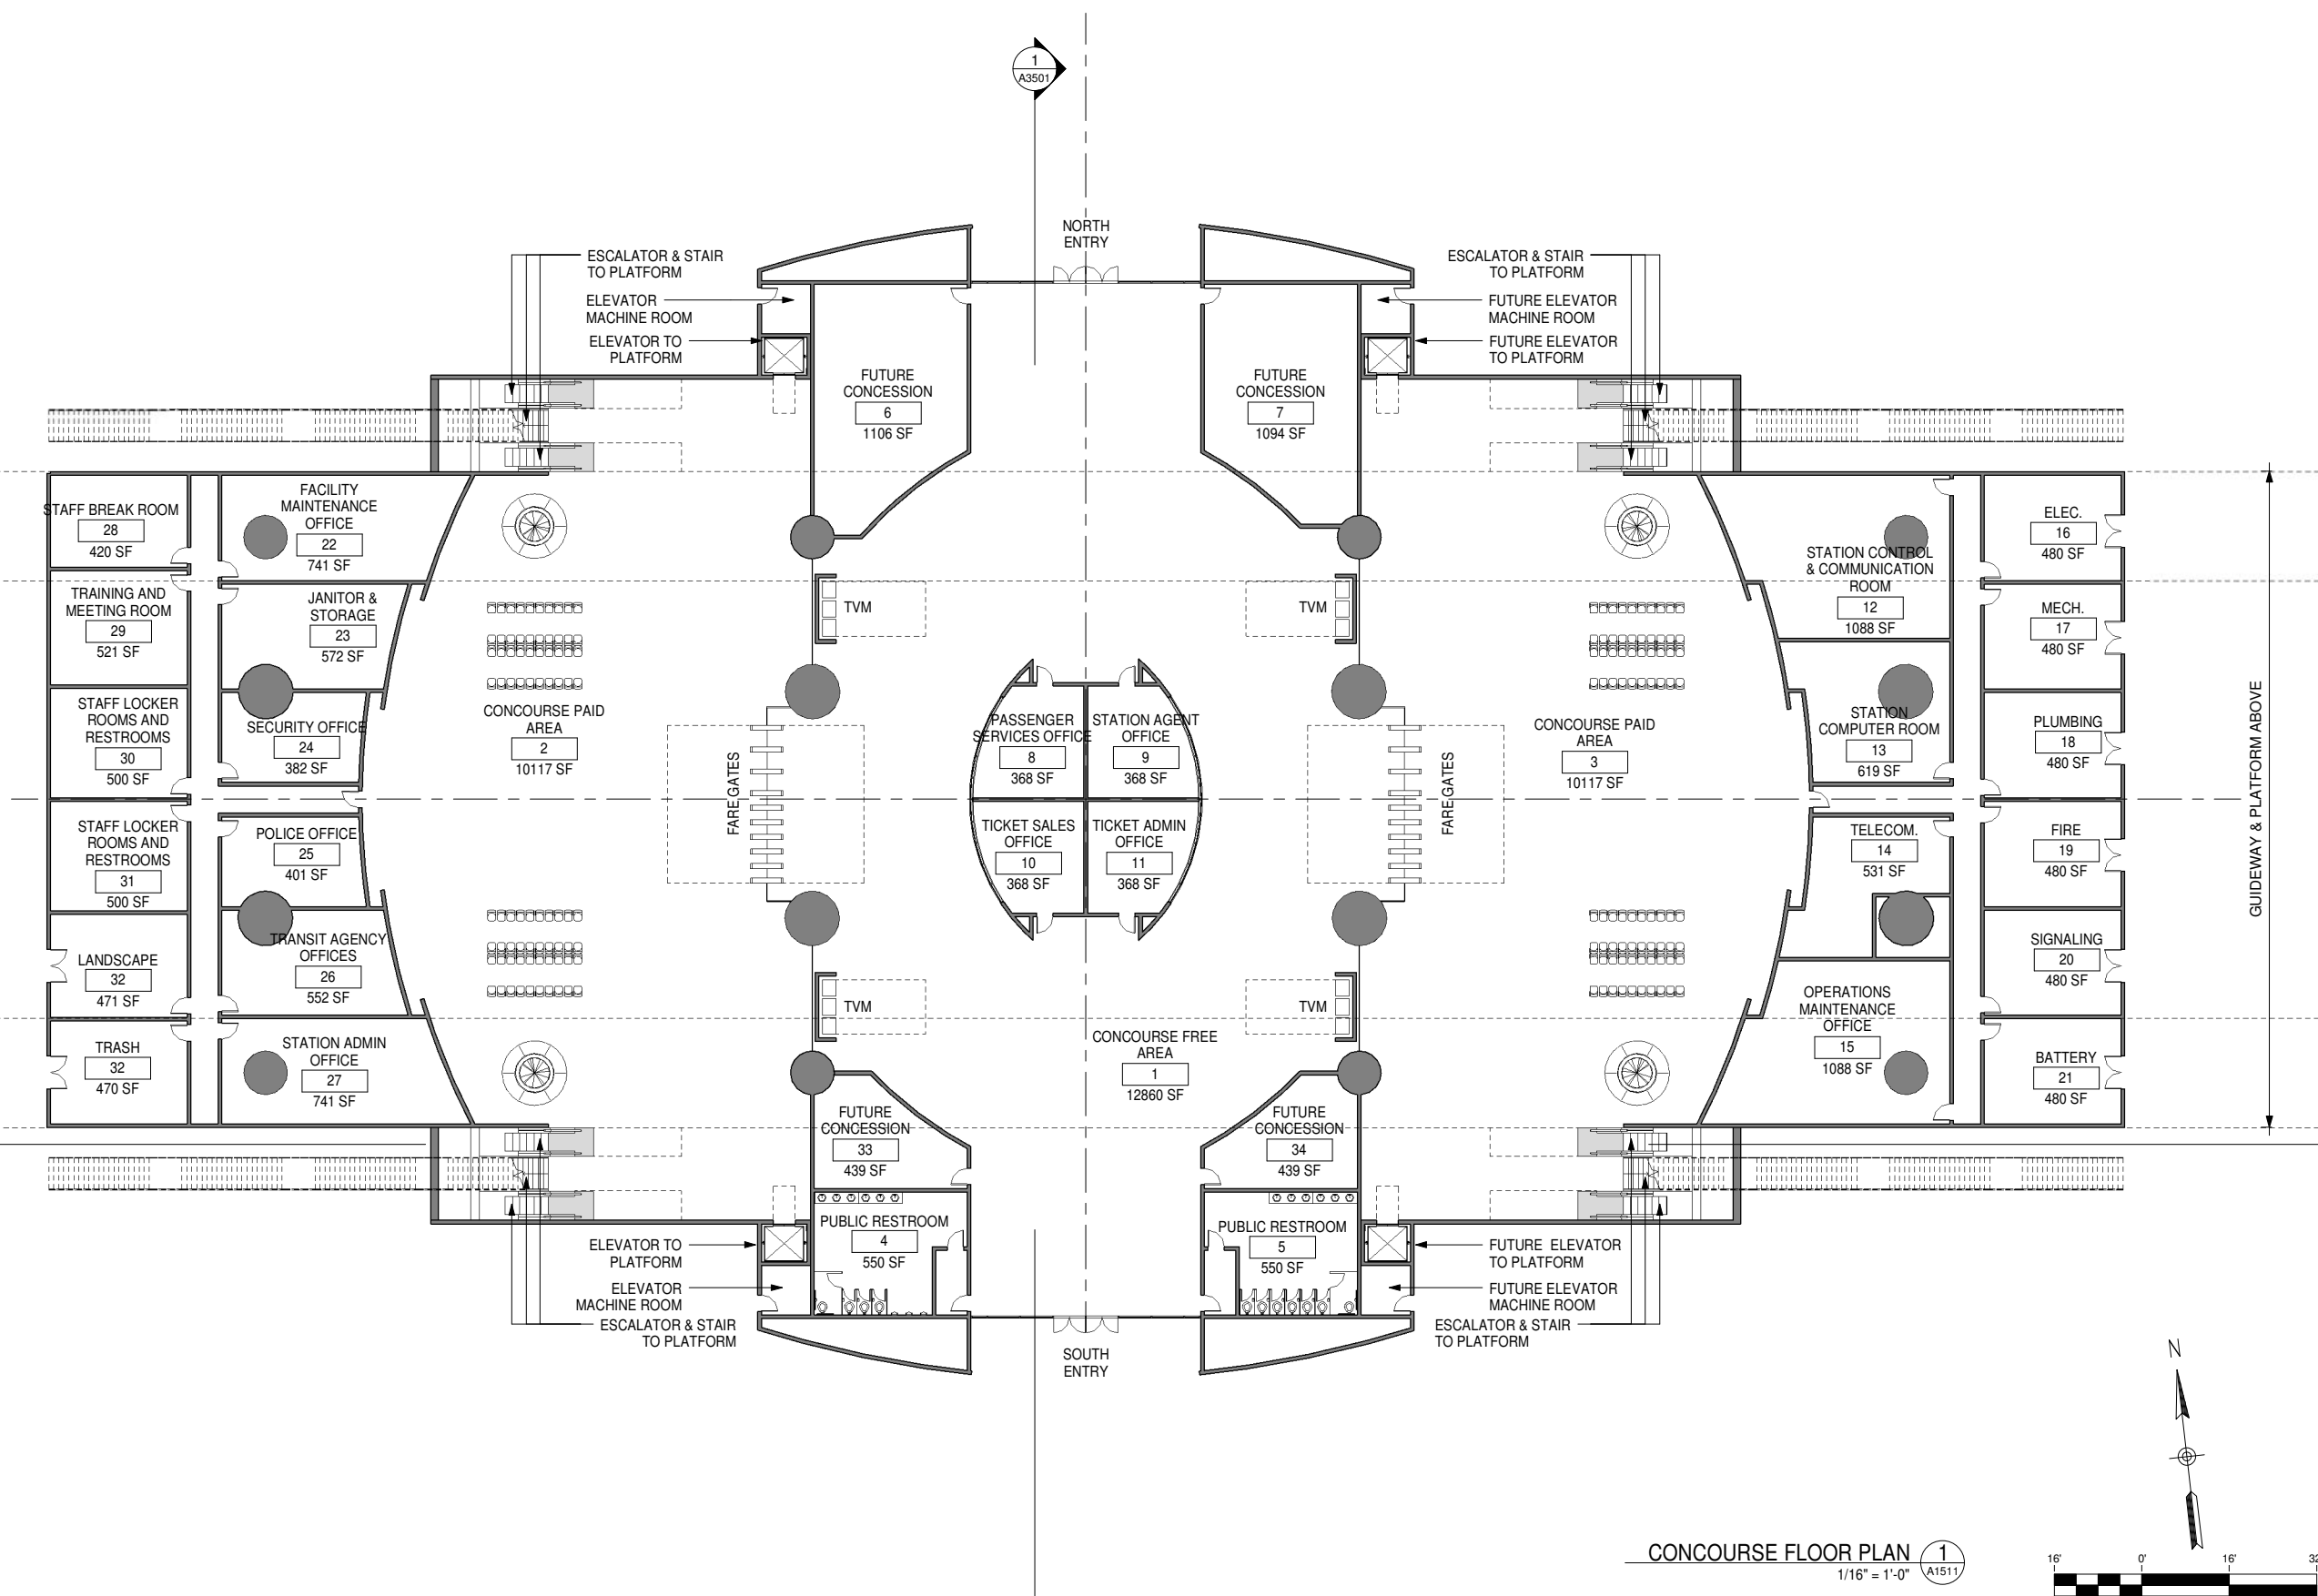 1
A3501
NORTH
ENTRY
ESCALATOR & STAIR
TO PLATFORM
ELEVATOR
MACHINE ROOM
ELEVATOR TO
PLATFORM
ESCALATOR & STAIR
TO PLATFORM
FUTURE ELEVATOR
MACHINE ROOM
FUTURE ELEVATOR
TO PLATFORM
FUTURE
CONCESSION
6
1106 SF
FUTURE
CONCESSION
7
1094 SF
STAFF BREAK ROOM
28
420 SF
FACILITY
MAINTENANCE
OFFICE
22
741 SF
TRAINING AND
MEETING ROOM
29
521 SF
JANITOR &
STORAGE
23
572 SF
STAFF LOCKER
ROOMS AND
RESTROOMS
30
500 SF
SECURITY OFFICE
24
382 SF
CONCOURSE PAID
AREA
2
10117 SF
STAFF LOCKER
ROOMS AND
RESTROOMS
31
500 SF
POLICE OFFICE
25
401 SF
LANDSCAPE
32
471 SF
TRANSIT AGENCY
OFFICES
26
552 SF
TRASH
32
470 SF
STATION ADMIN
OFFICE
27
741 SF
TVM
TVM
FARE GATES
PASSENGER
SERVICES OFFICE
8
368 SF
STATION AGENT
OFFICE
9
368 SF
TICKET SALES
OFFICE
10
368 SF
TICKET ADMIN
OFFICE
11
368 SF
FARE GATES
TVM
TVM
CONCOURSE FREE
AREA
1
12860 SF
CONCOURSE PAID
AREA
3
10117 SF
STATION CONTROL
& COMMUNICATION
ROOM
12
1088 SF
STATION
COMPUTER ROOM
13
619 SF
TELECOM.
14
531 SF
OPERATIONS
MAINTENANCE
OFFICE
15
1088 SF
ELEC.
16
480 SF
MECH.
17
480 SF
PLUMBING
18
480 SF
FIRE
19
480 SF
SIGNALING
20
480 SF
BATTERY
21
480 SF
GUIDEWAY & PLATFORM ABOVE
FUTURE
CONCESSION
33
439 SF
FUTURE
CONCESSION
34
439 SF
PUBLIC RESTROOM
4
550 SF
PUBLIC RESTROOM
5
550 SF
ELEVATOR TO
PLATFORM
ELEVATOR
MACHINE ROOM
ESCALATOR & STAIR
TO PLATFORM
FUTURE ELEVATOR
TO PLATFORM
FUTURE ELEVATOR
MACHINE ROOM
ESCALATOR & STAIR
TO PLATFORM
SOUTH
ENTRY
N
CONCOURSE FLOOR PLAN
1/16" = 1'-0"
1
A1511
16' 0' 16' 32